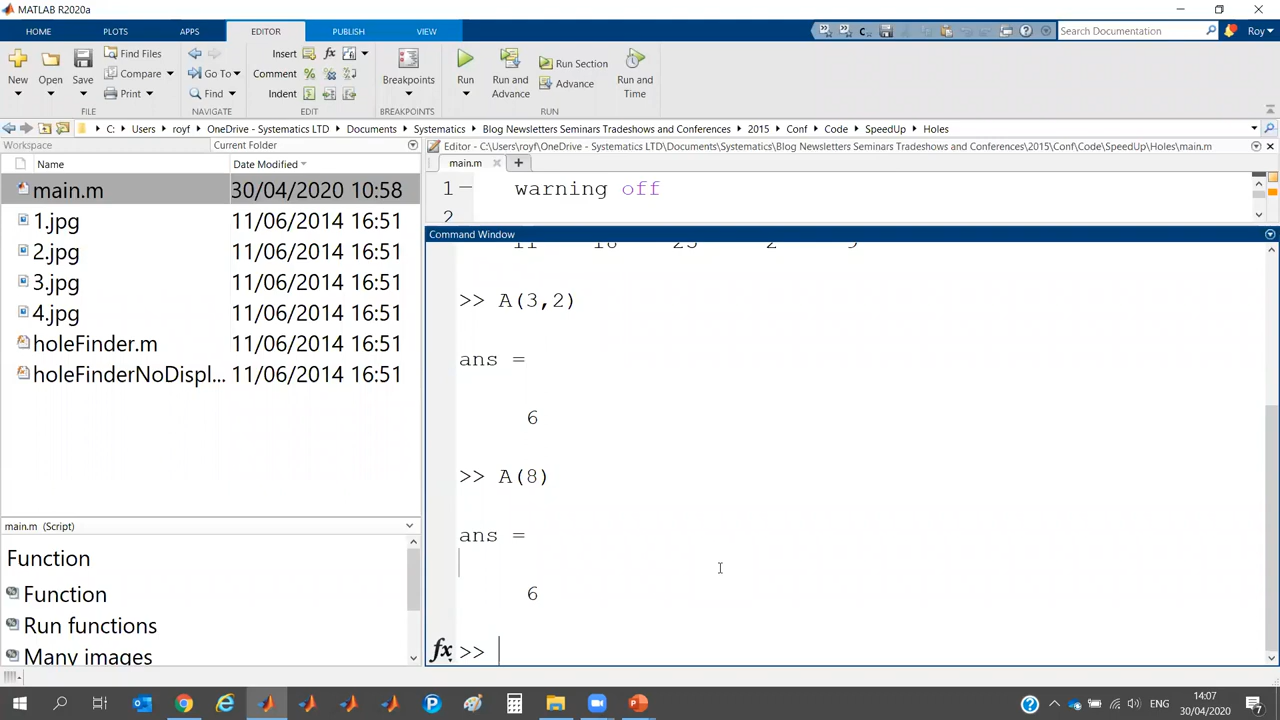 MATLAB R2020a
HOME PLOTS APPS EDITOR PUBLISH VIEW
Search Documentation
Roy
New
Open
Save
Find Files
Compare
Print
FILE
Go To
Find
NAVIGATE
Insert
Comment
Indent
EDIT
Breakpoints
BREAKPOINTS
Run
Run and
Advance
Run Section
Advance
Run and
Time
RUN
C: Users royf OneDrive - Systematics LTD Documents Systematics Blog Newsletters Seminars Tradeshows and Conferences 2015 Conf Code SpeedUp Holes
Workspace
Current Folder
Name Date Modified
main.m 30/04/2020 10:58
1.jpg 11/06/2014 16:51
2.jpg 11/06/2014 16:51
3.jpg 11/06/2014 16:51
4.jpg 11/06/2014 16:51
holeFinder.m 11/06/2014 16:51
holeFinderNoDispl... 11/06/2014 16:51
main.m (Script)
Function
Function
Run functions
Many images
Editor - C:\Users\royf\OneDrive - Systematics LTD\Documents\Systematics\Blog Newsletters Seminars Tradeshows and Conferences\2015\Conf\Code\SpeedUp\Holes\main.m
main.m
1 warning off
2
Command Window
>> A(3,2)
ans =
6
>> A(8)
ans =
6
fx >>
ENG
14:07
30/04/2020
7